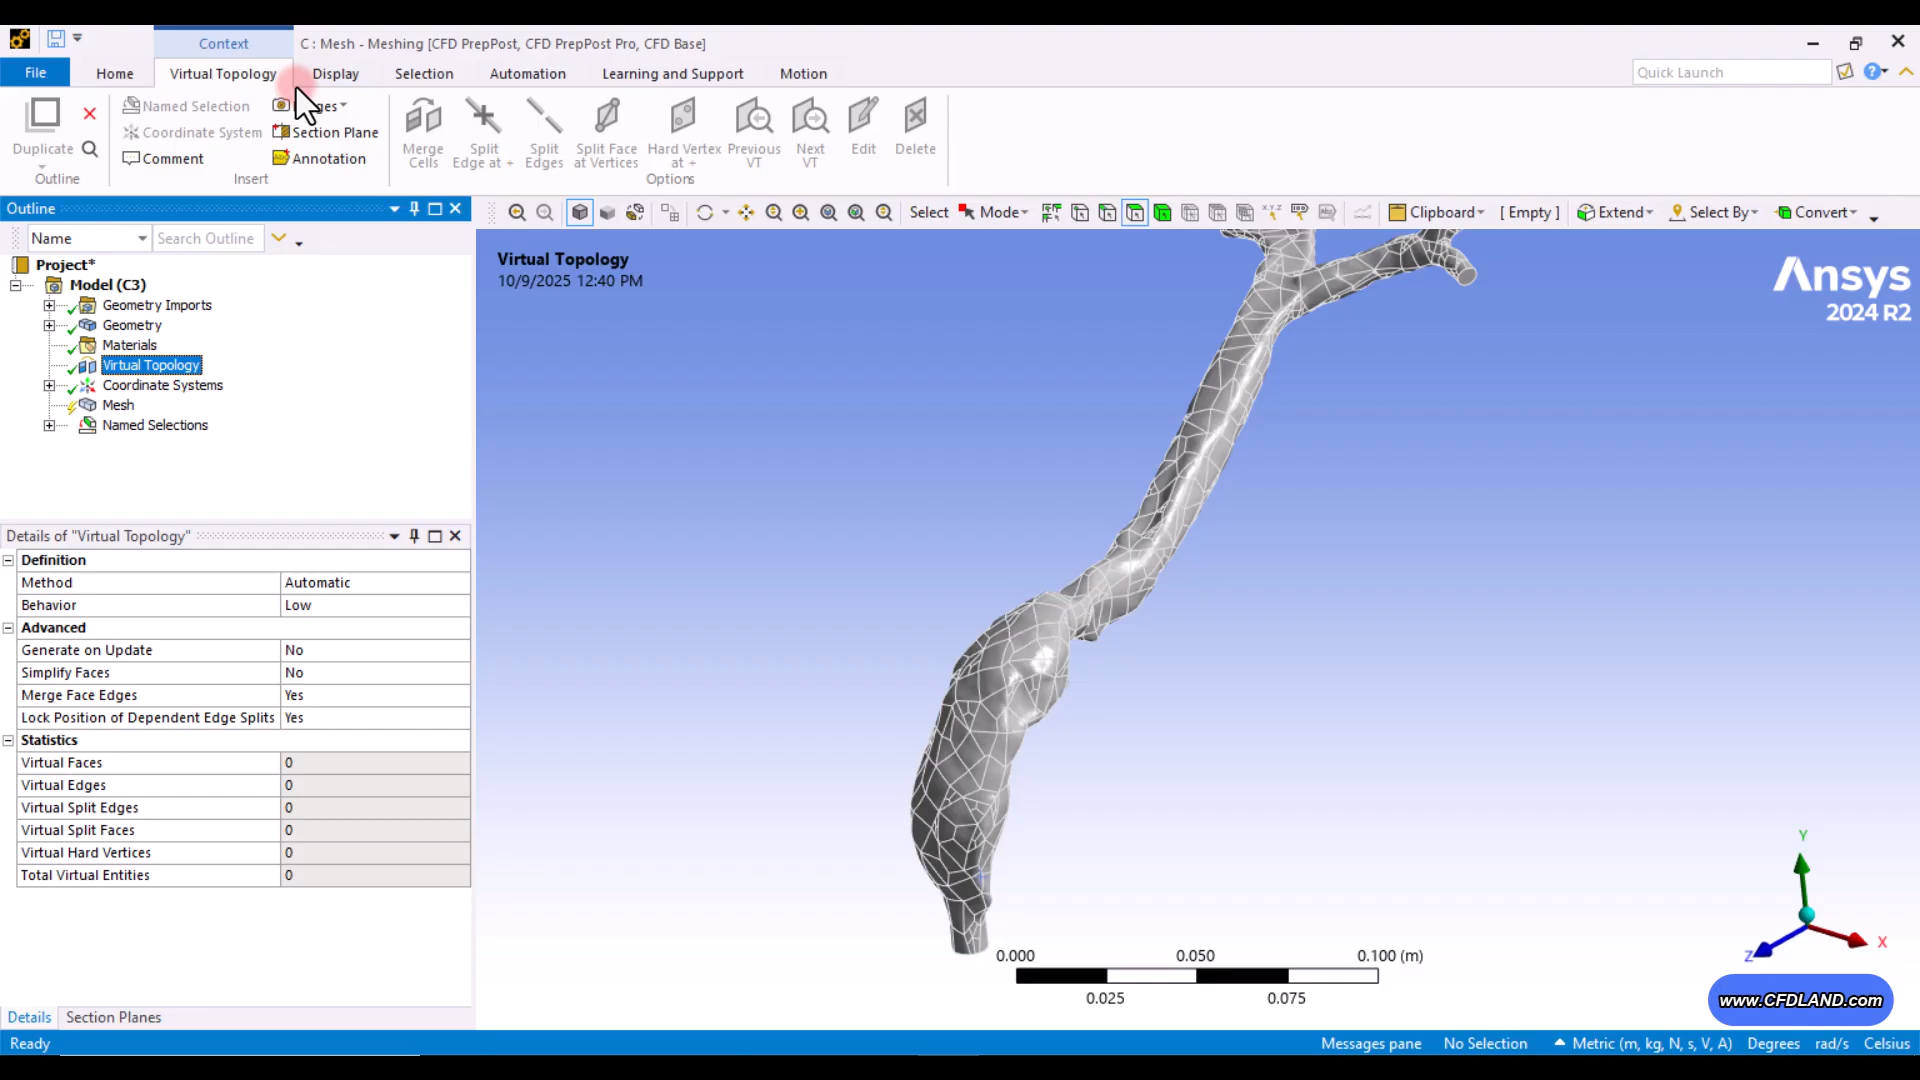 Context
C : Mesh - Meshing [CFD PrepPost, CFD PrepPost Pro, CFD Base]
File
Home
Virtual Topology
Display
Selection
Automation
Learning and Support
Motion
Quick Launch
Duplicate
Outline
Named Selection
Coordinate System
Comment
Section Plane
Annotation
Insert
Merge Cells
Split Edge at +
Split Edges
Split Face at Vertices
Hard Vertex at +
Previous VT
Next VT
Edit
Delete
Options
Outline
Name
Search Outline
Select
Mode
Clipboard
[ Empty ]
Extend
Select By
Convert
Project*
Model (C3)
Geometry Imports
Geometry
Materials
Virtual Topology
Coordinate Systems
Mesh
Named Selections
Virtual Topology
10/9/2025 12:40 PM
Ansys
2024 R2
Details of "Virtual Topology"
Definition
Method Automatic
Behavior Low
Advanced
Generate on Update No
Simplify Faces No
Merge Face Edges Yes
Lock Position of Dependent Edge Splits Yes
Statistics
Virtual Faces 0
Virtual Edges 0
Virtual Split Edges 0
Virtual Split Faces 0
Virtual Hard Vertices 0
Total Virtual Entities 0
0.000 0.050 0.100 (m)
0.025 0.075
Y
X
Z
www.CFDLAND.com
Details
Section Planes
Ready
Messages pane
No Selection
Metric (m, kg, N, s, V, A)
Degrees
rad/s
Celsius